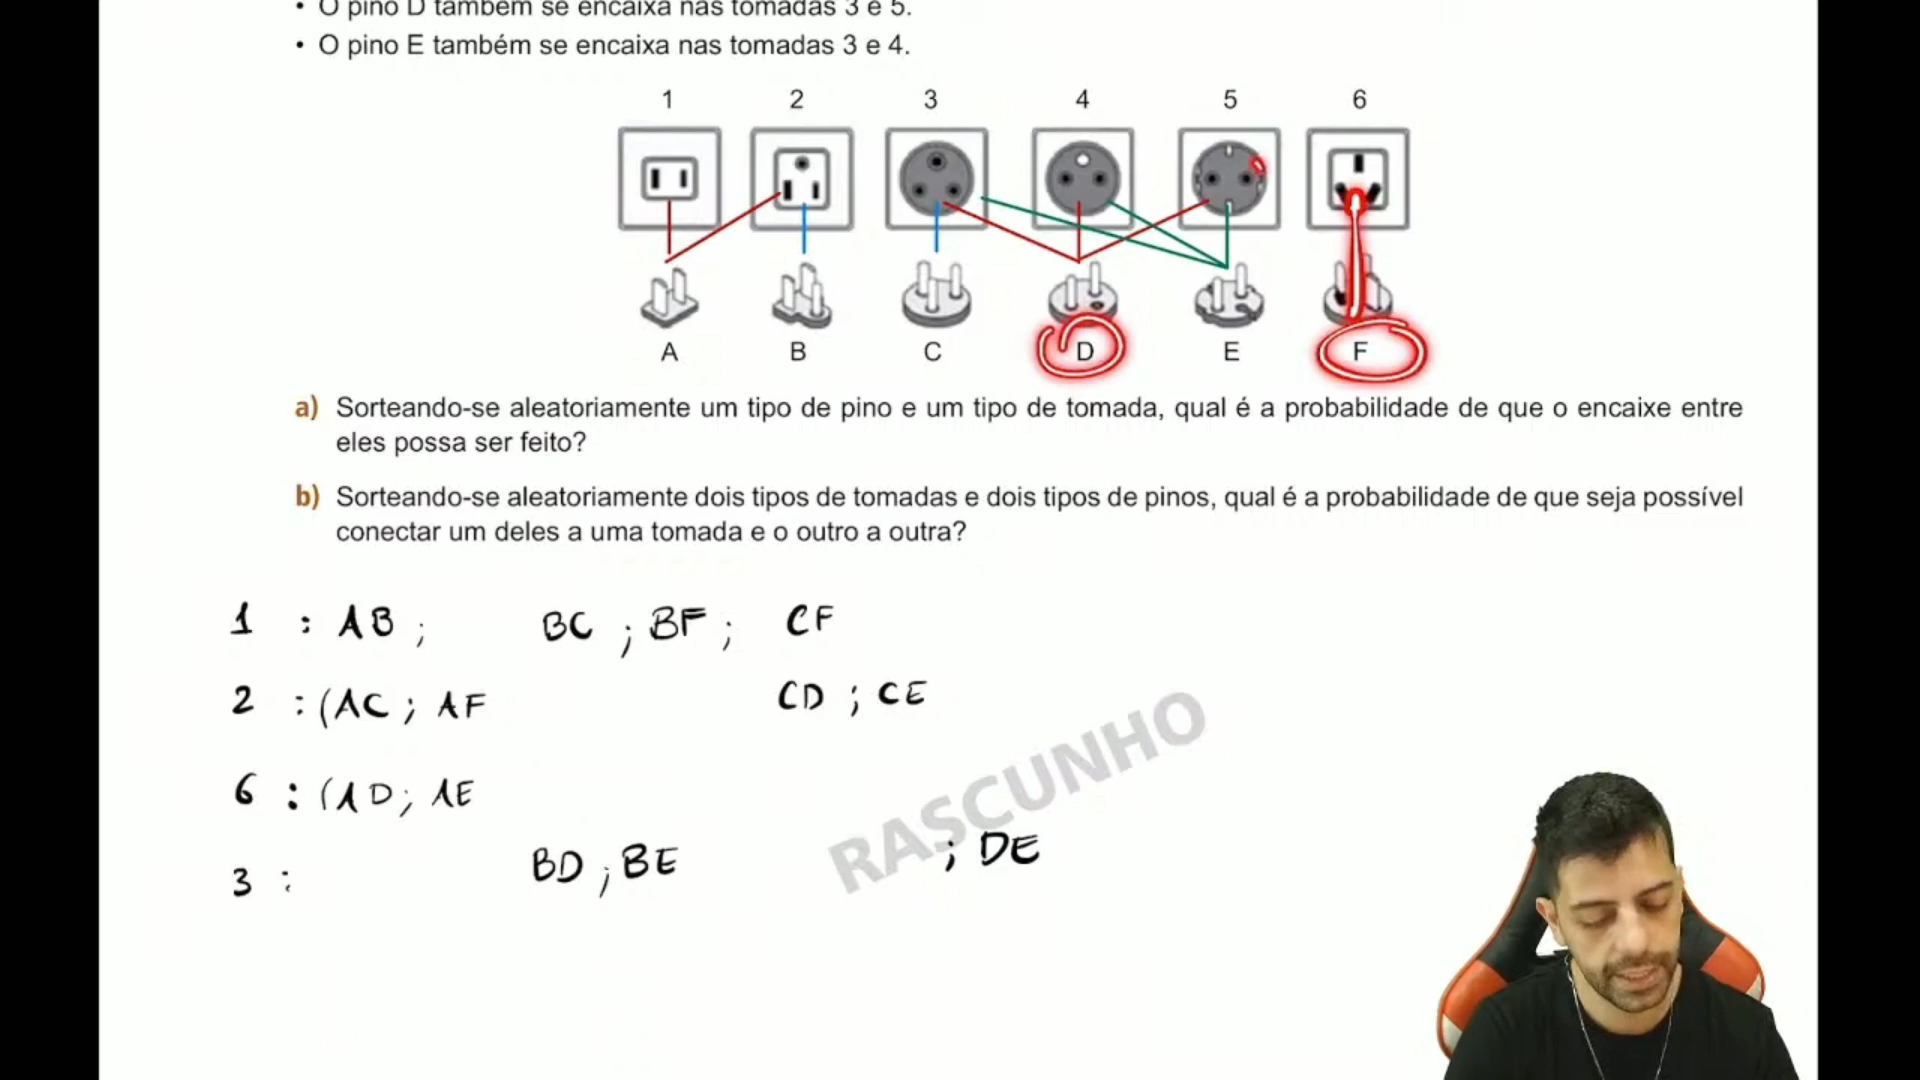 • O pino D também se encaixa nas tomadas 3 e 5.
• O pino E também se encaixa nas tomadas 3 e 4.
1 2 3 4 5 6
A B C D E F
a) Sorteando-se aleatoriamente um tipo de pino e um tipo de tomada, qual é a probabilidade de que o encaixe entre
eles possa ser feito?
b) Sorteando-se aleatoriamente dois tipos de tomadas e dois tipos de pinos, qual é a probabilidade de que seja possível
conectar um deles a uma tomada e o outro a outra?
1 : AB ; BC ; BF ; CF
2 : (AC ; AF CD ; CE
6 : (AD ; AE
3 : BD ; BE ; DE
RASCUNHO